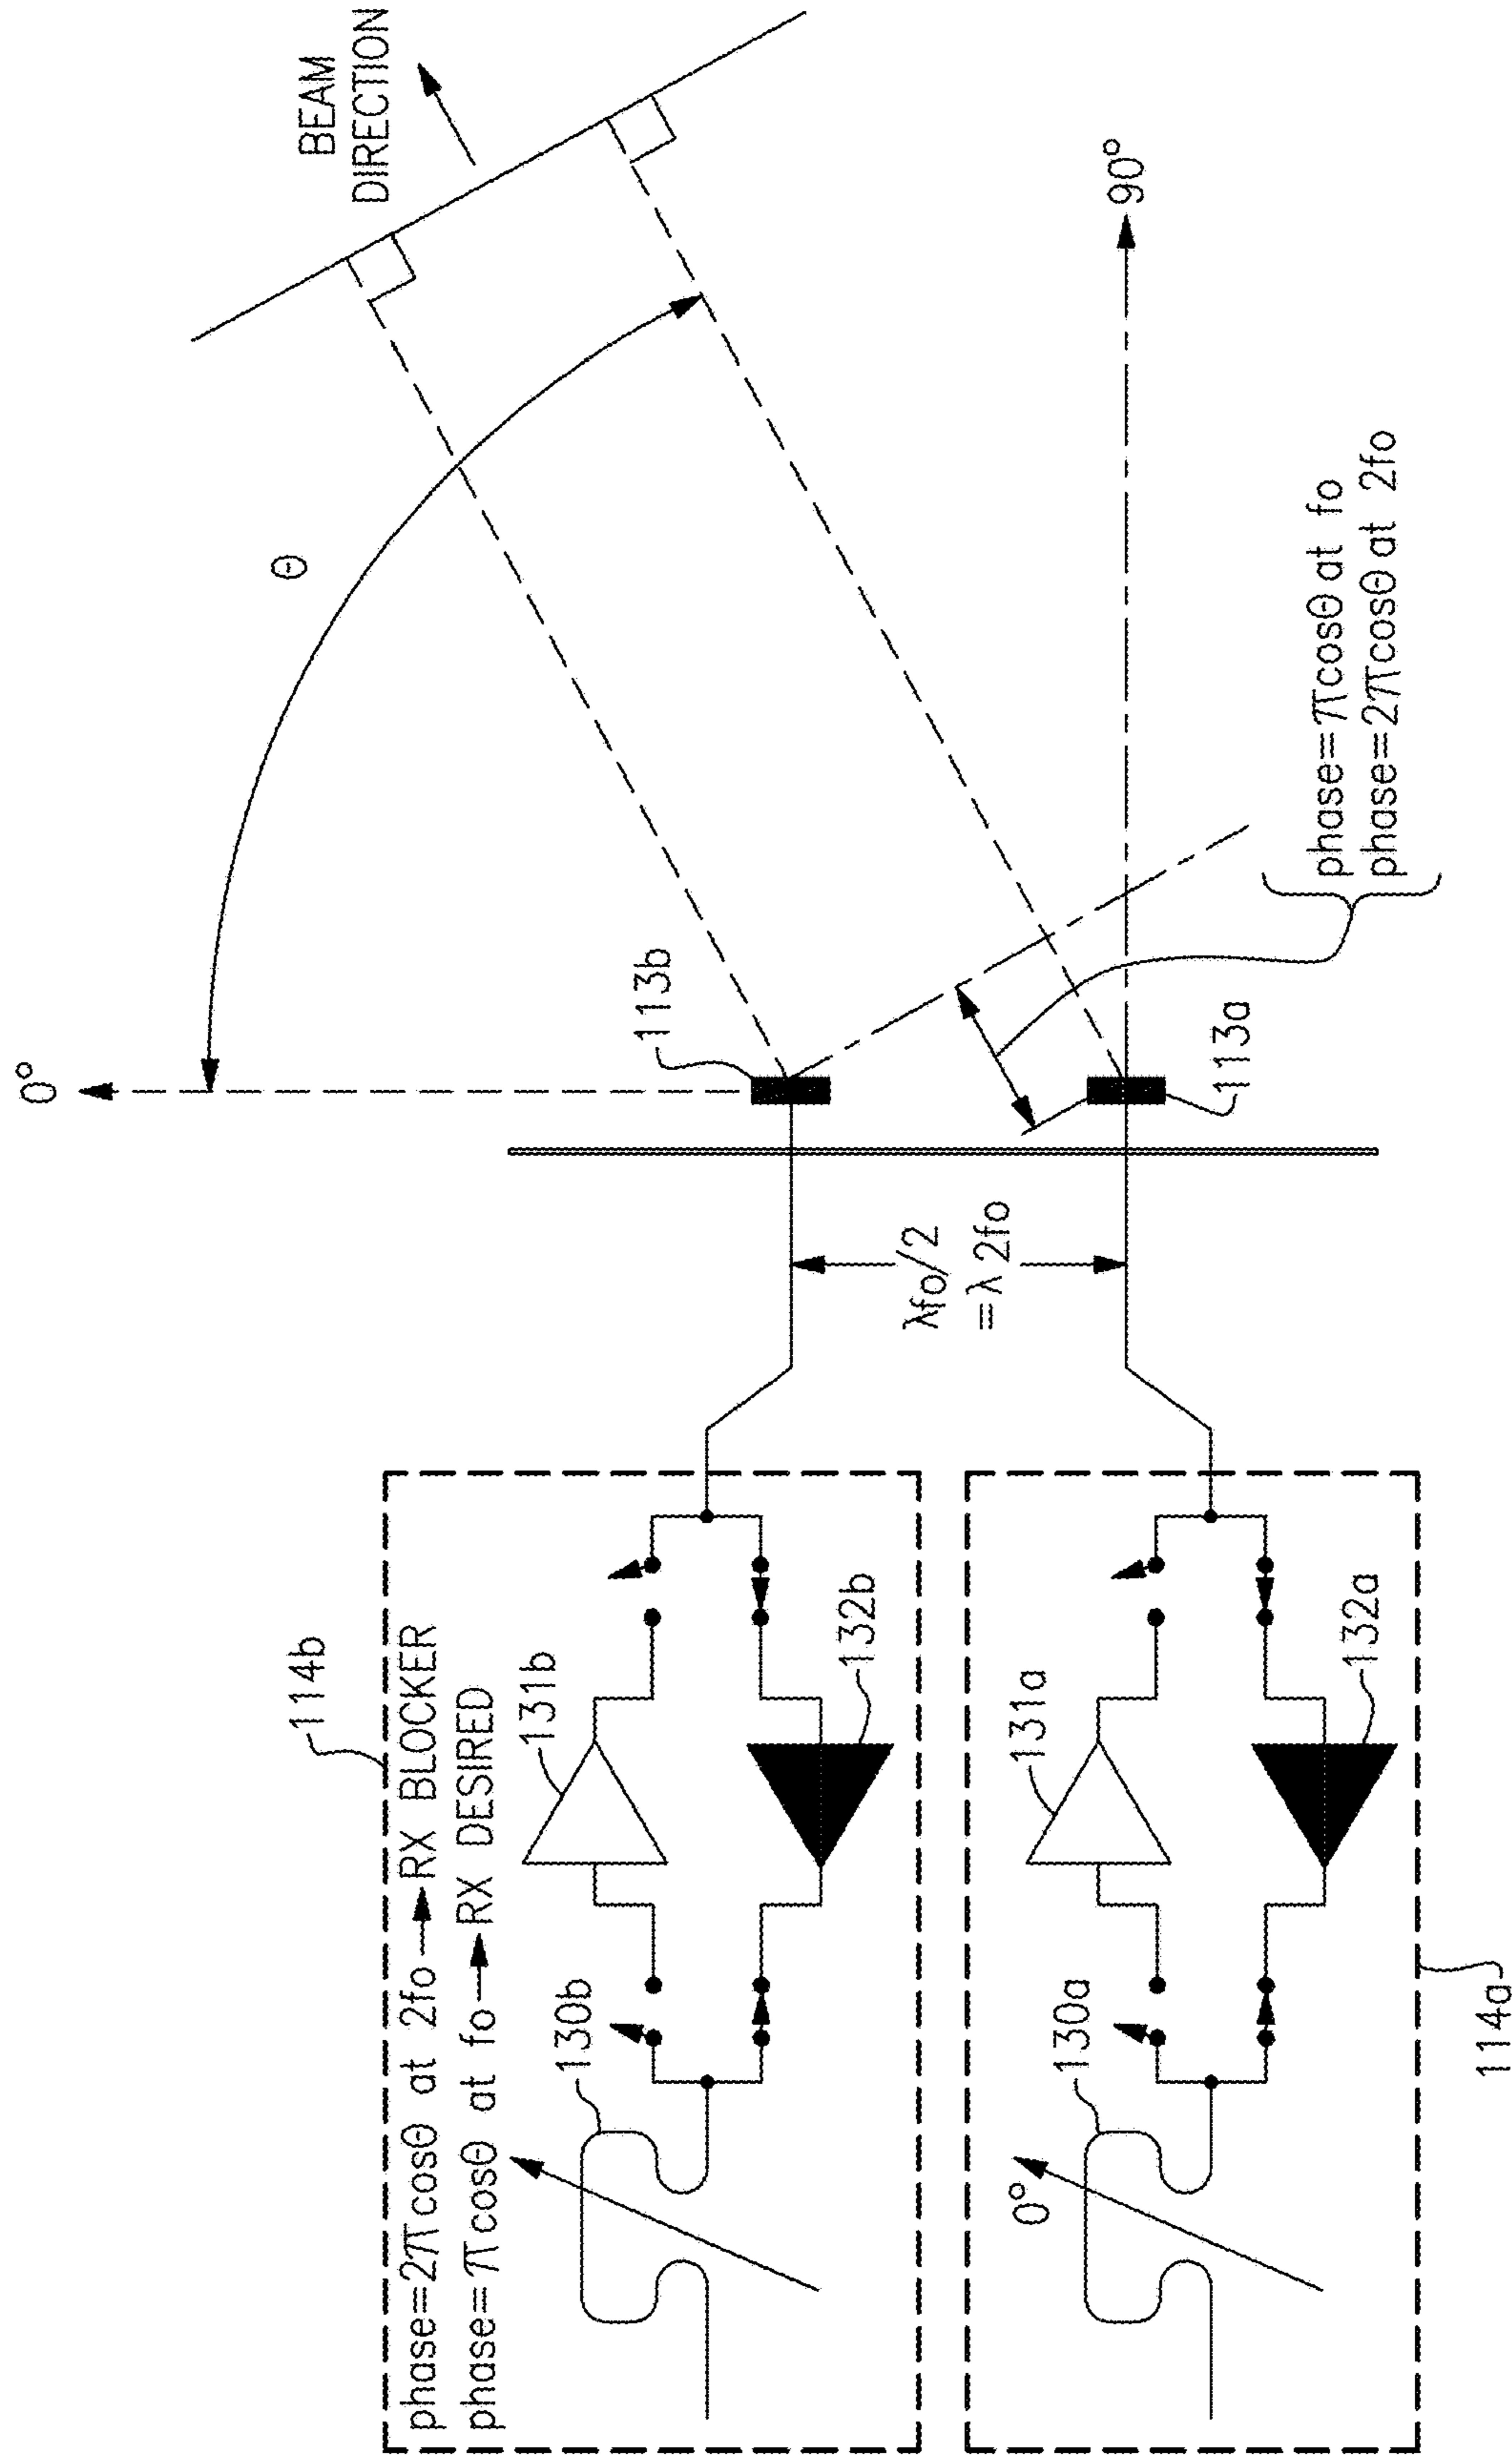 114b
phase=2πcosθ at 2fo → RX BLOCKER
phase=πcosθ at fo → RX DESIRED
130b
131b
132b
130a
0°
131a
132a
114a
λfo/2
=λ2fo
113b
113a
0°
θ
BEAM
DIRECTION
90°
phase=πcosθ at fo
phase=2πcosθ at 2fo